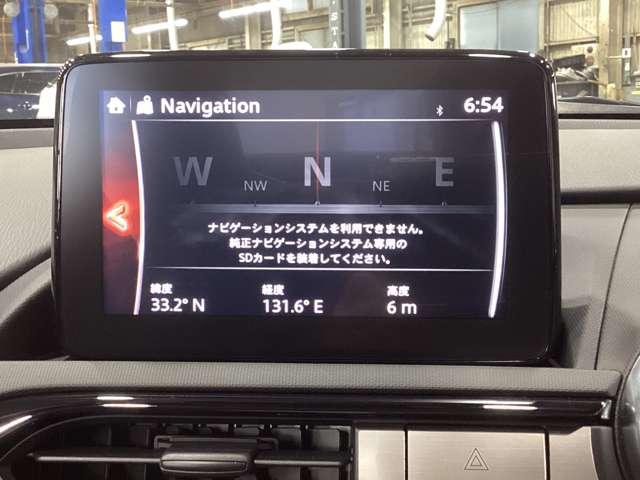 Navigation 6:54
W NW N NE E
ナビゲーションシステムを利用できません。
純正ナビゲーションシステム専用の
SDカードを装着してください。
緯度 経度 高度
33.2° N 131.6° E 6 m